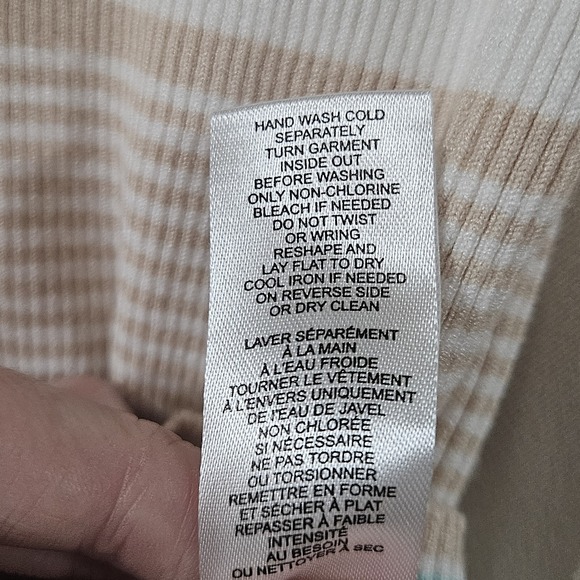 HAND WASH COLD
SEPARATELY
TURN GARMENT
INSIDE OUT
BEFORE WASHING
ONLY NON-CHLORINE
BLEACH IF NEEDED
DO NOT TWIST
OR WRING
RESHAPE AND
LAY FLAT TO DRY
COOL IRON IF NEEDED
ON REVERSE SIDE
OR DRY CLEAN
LAVER SÉPARÉMENT
À LA MAIN
À L'EAU FROIDE
TOURNER LE VÊTEMENT
À L'ENVERS UNIQUEMENT
DE L'EAU DE JAVEL
NON CHLORÉE
SI NÉCESSAIRE
NE PAS TORDRE
OU TORSIONNER
REMETTRE EN FORME
ET SÉCHER À PLAT
REPASSER À FAIBLE
INTENSITÉ
AU BESOIN
OU NETTOYER À SEC